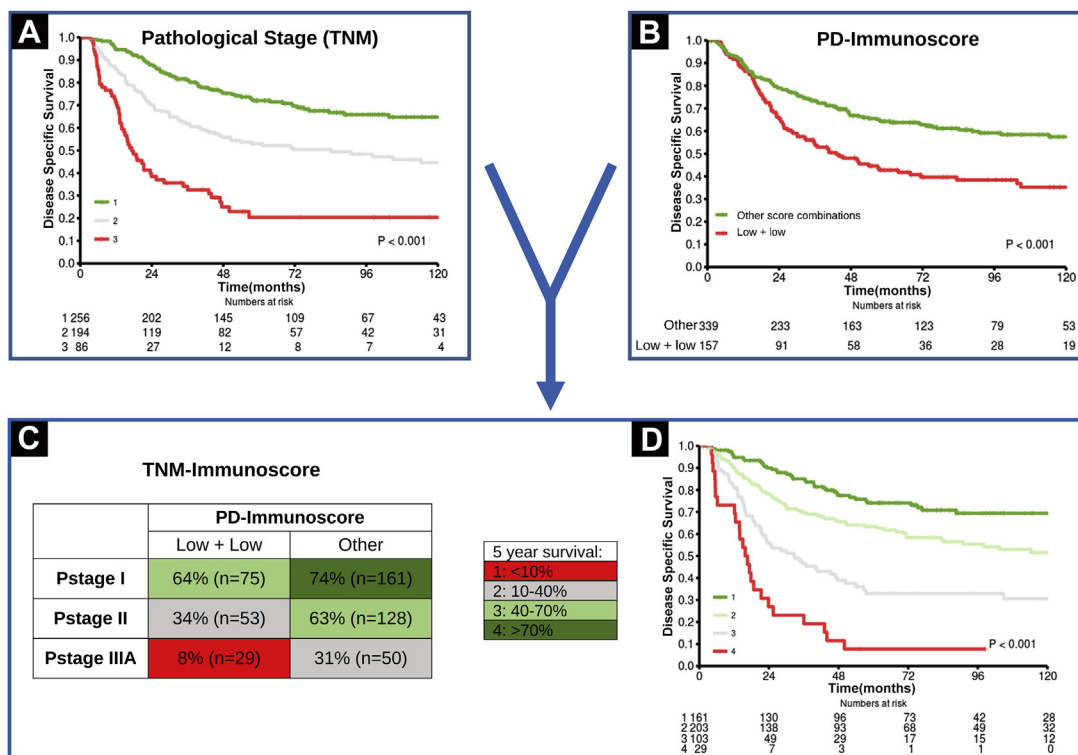 A
Pathological Stage (TNM)
Disease Specific Survival
1.0
0.9
0.8
0.7
0.6
0.5
0.4
0.3
0.2
0.1
0.0
1
2
3
P < 0.001
0 24 48 72 96 120
Time(months)
Numbers at risk
1 256 202 145 109 67 43
2 194 119 82 57 42 31
3 86 27 12 8 7 4
B
PD-Immunoscore
Disease Specific Survival
1.0
0.9
0.8
0.7
0.6
0.5
0.4
0.3
0.2
0.1
0.0
Other score combinations
Low + low
P < 0.001
0 24 48 72 96 120
Time(months)
Numbers at risk
Other 339 233 163 123 79 53
Low + low 157 91 58 36 28 19
C
TNM-Immunoscore
PD-Immunoscore
Low + Low Other
Pstage I 64% (n=75) 74% (n=161)
Pstage II 34% (n=53) 63% (n=128)
Pstage IIIA 8% (n=29) 31% (n=50)
5 year survival:
1: <10%
2: 10-40%
3: 40-70%
4: >70%
D
Disease Specific Survival
1.0
0.9
0.8
0.7
0.6
0.5
0.4
0.3
0.2
0.1
0.0
1
2
3
4
P < 0.001
0 24 48 72 96 120
Time(months)
Numbers at risk
1 161 130 96 73 42 28
2 203 138 93 68 49 32
3 103 49 29 17 15 12
4 29 7 3 1 1 0